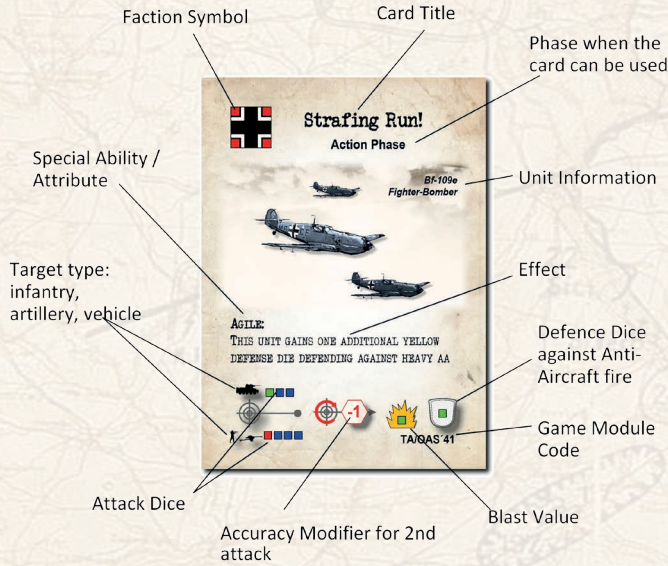 Faction Symbol
Card Title
Phase when the
card can be used
Strafing Run!
Action Phase
Special Ability /
Attribute
Bf-109e
Fighter-Bomber
Unit Information
Target type:
infantry,
artillery, vehicle
Effect
AGILE:
THIS UNIT GAINS ONE ADDITIONAL YELLOW
DEFENSE DIE DEFENDING AGAINST HEAVY AA
Defence Dice
against Anti-
Aircraft fire
-1
TA/OAS´41
Game Module
Code
Attack Dice
Accuracy Modifier for 2nd
attack
Blast Value